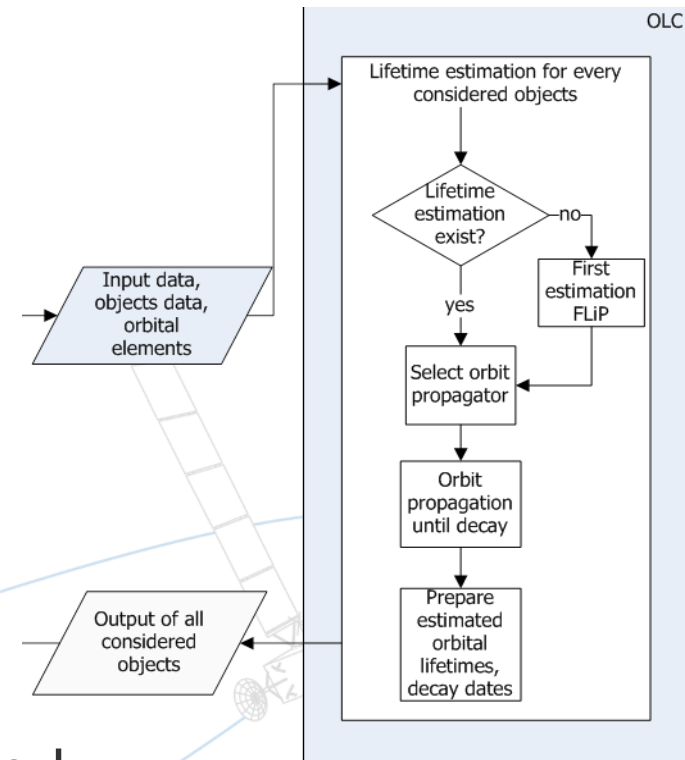 OLC
Lifetime estimation for every
considered objects
Lifetime
estimation
exist?
no
First
estimation
FLiP
yes
Input data,
objects data,
orbital
elements
Select orbit
propagator
Orbit
propagation
until decay
Output of all
considered
objects
Prepare
estimated
orbital
lifetimes,
decay dates